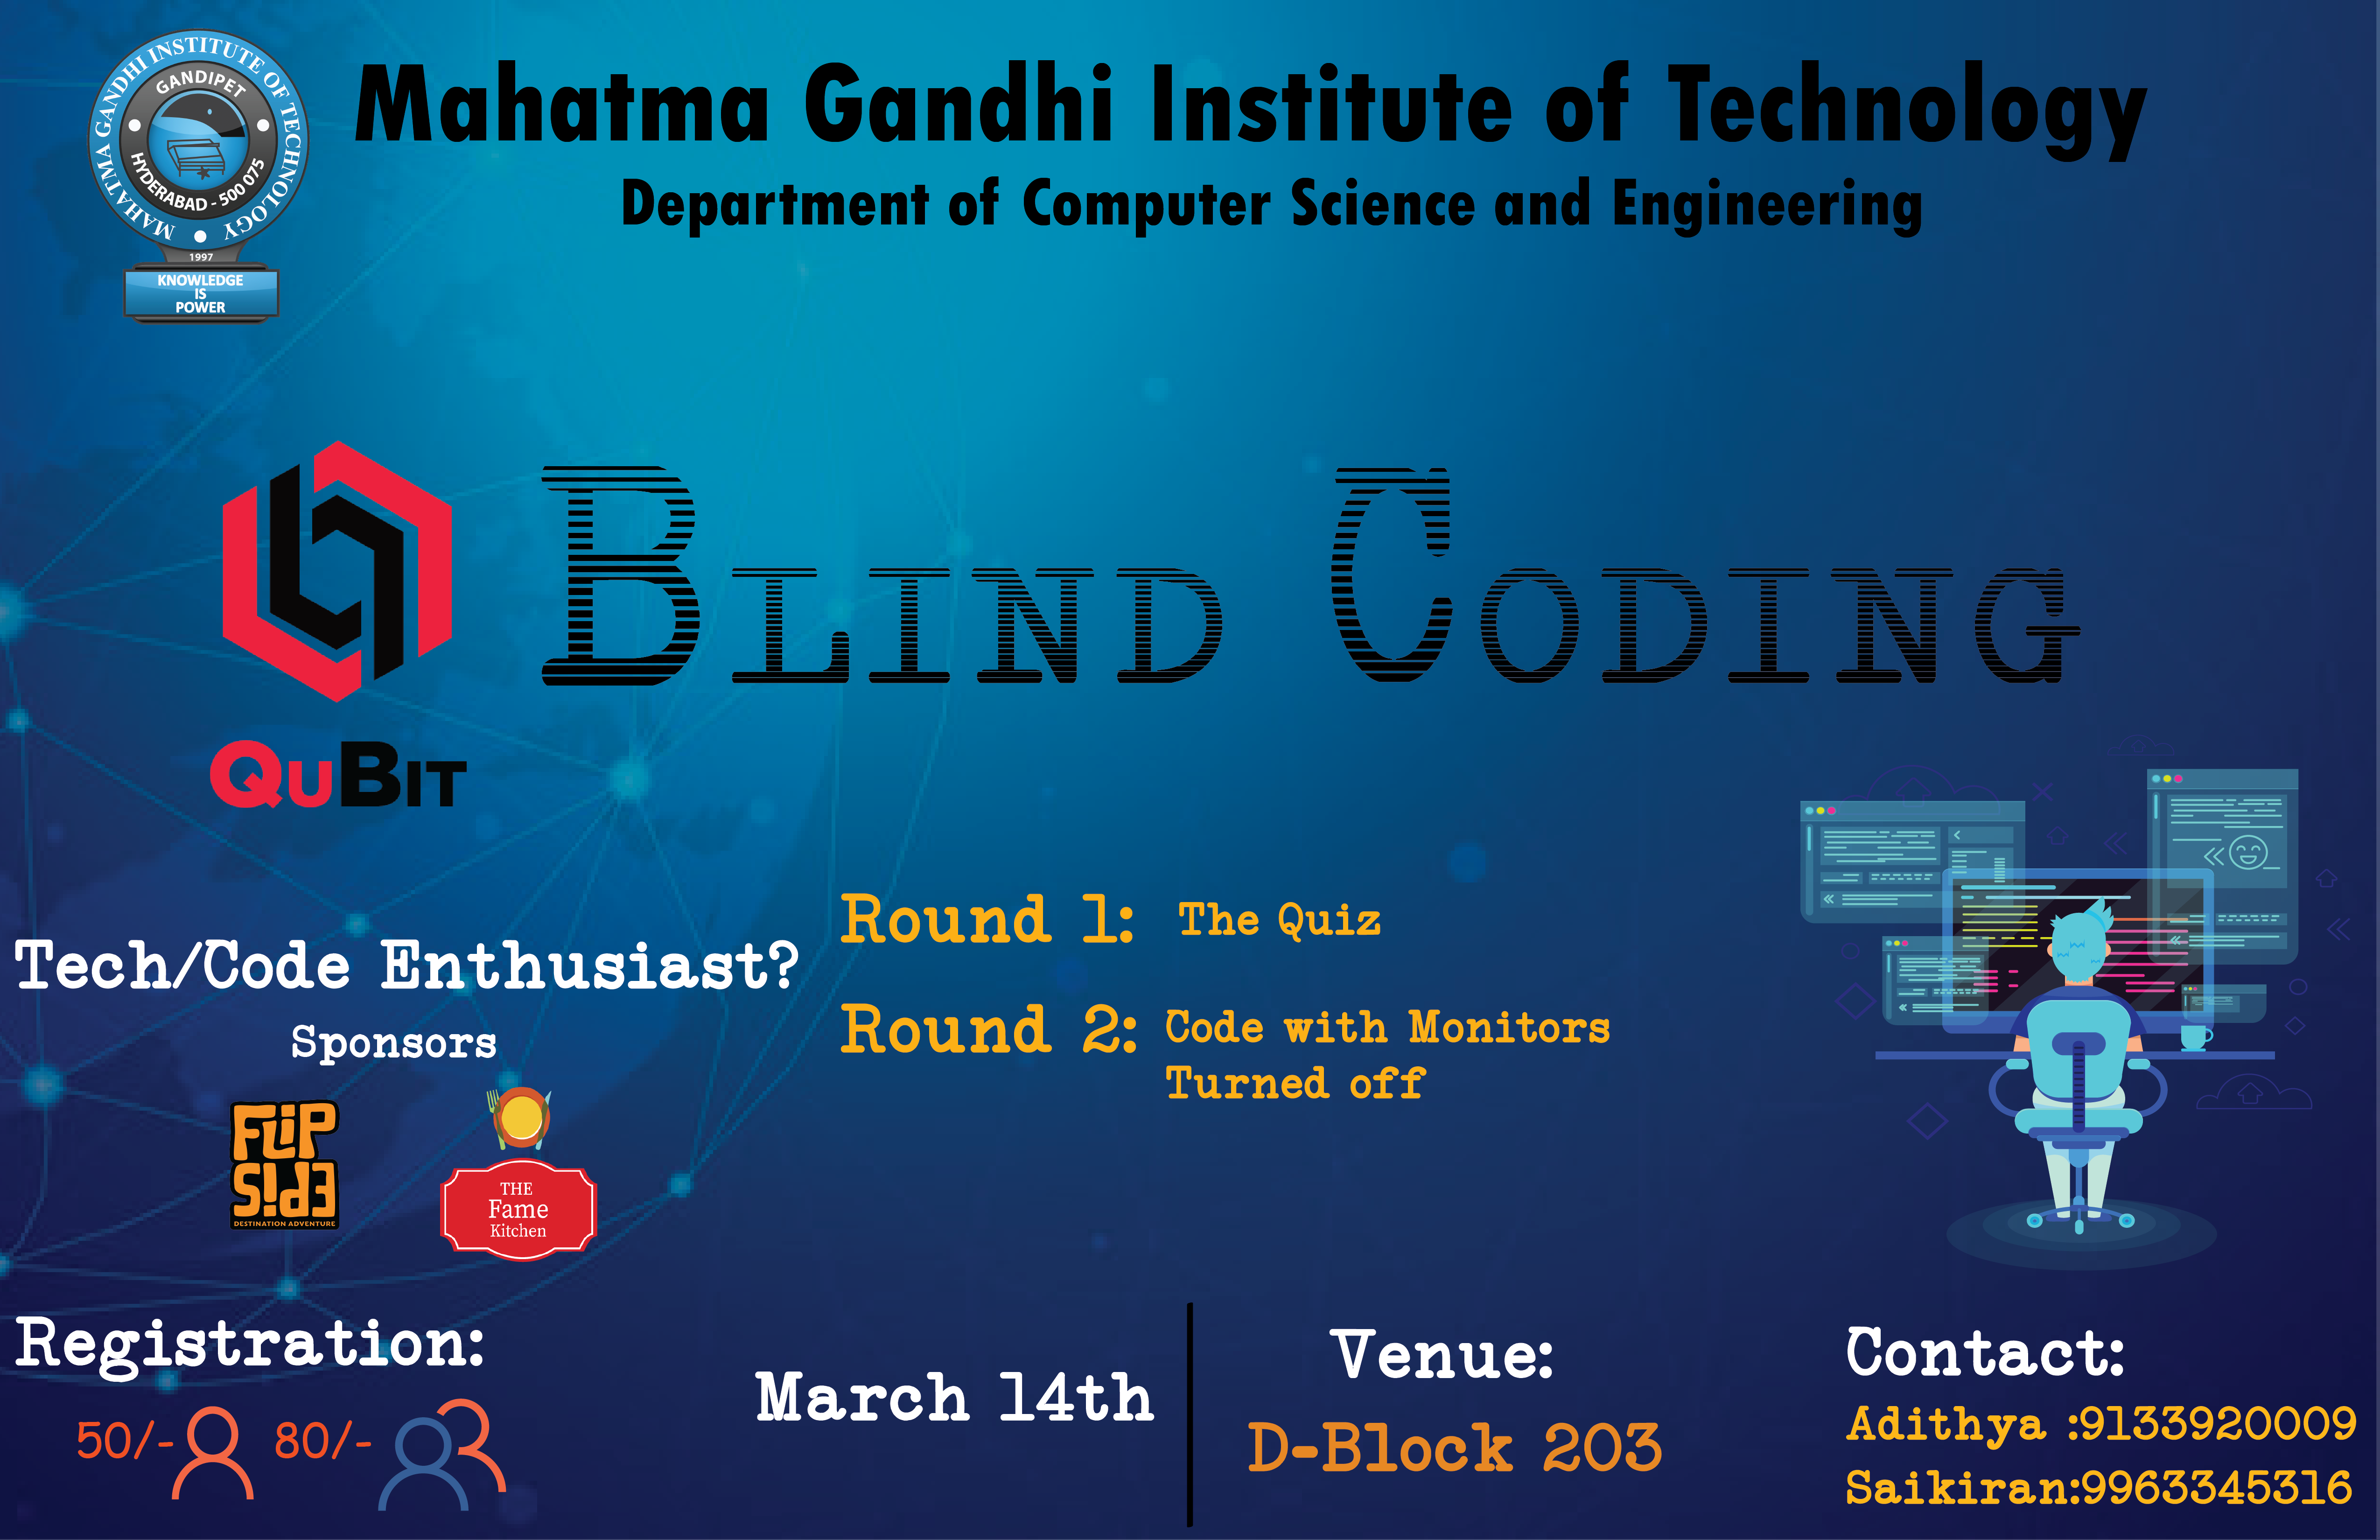 MAHATMA GANDHI INSTITUTE OF TECHNOLOGY
GANDIPET
HYDERABAD - 500 075
1997
KNOWLEDGE
IS
POWER
Mahatma Gandhi Institute of Technology
Department of Computer Science and Engineering
BLIND CODING
QUBIT
Tech/Code Enthusiast?
Sponsors
FLiP
SidE
DESTINATION ADVENTURE
THE
Fame
Kitchen
Round 1: The Quiz
Round 2: Code with Monitors
Turned off
Registration:
50/- 80/-
March 14th
Venue:
D-Block 203
Contact:
Adithya :9133920009
Saikiran:9963345316